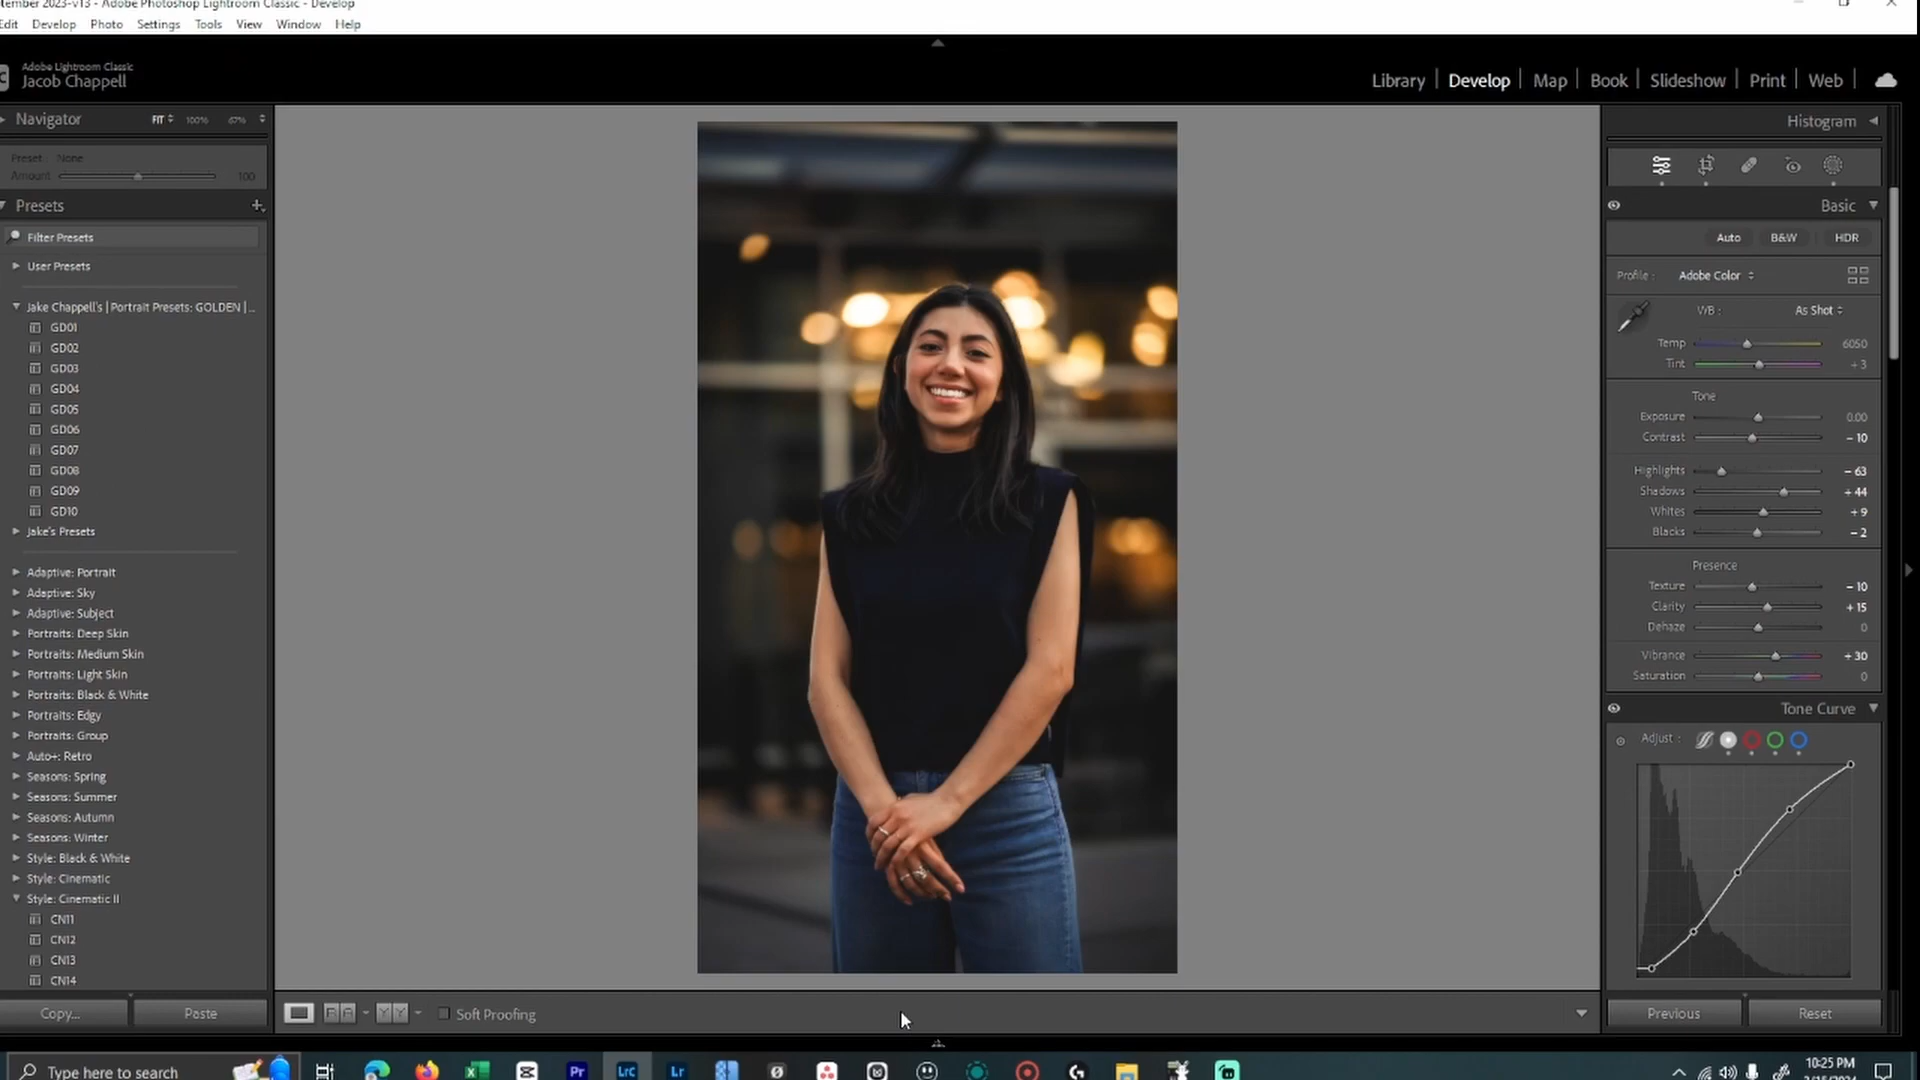 tember 2023-v13 - Adobe Photoshop Lightroom Classic - Develop
Edit Develop Photo Settings Tools View Window Help
Adobe Lightroom Classic
Jacob Chappell
Library | Develop | Map | Book | Slideshow | Print | Web |
Navigator FIT 100% 67%
Preset : None
Amount 100
Presets +
Filter Presets
User Presets
Jake Chappell's | Portrait Presets: GOLDEN | ...
GD01
GD02
GD03
GD04
GD05
GD06
GD07
GD08
GD09
GD10
Jake's Presets
Adaptive: Portrait
Adaptive: Sky
Adaptive: Subject
Portraits: Deep Skin
Portraits: Medium Skin
Portraits: Light Skin
Portraits: Black & White
Portraits: Edgy
Portraits: Group
Auto+: Retro
Seasons: Spring
Seasons: Summer
Seasons: Autumn
Seasons: Winter
Style: Black & White
Style: Cinematic
Style: Cinematic II
CN11
CN12
CN13
CN14
Copy... Paste
Soft Proofing
Histogram
Basic
Auto B&W HDR
Profile : Adobe Color
WB : As Shot
Temp 6050
Tint + 3
Tone
Exposure 0.00
Contrast - 10
Highlights - 63
Shadows + 44
Whites + 9
Blacks - 2
Presence
Texture - 10
Clarity + 15
Dehaze 0
Vibrance + 30
Saturation 0
Tone Curve
Adjust :
Previous Reset
Type here to search
Pr
LrC
Lr
10:25 PM